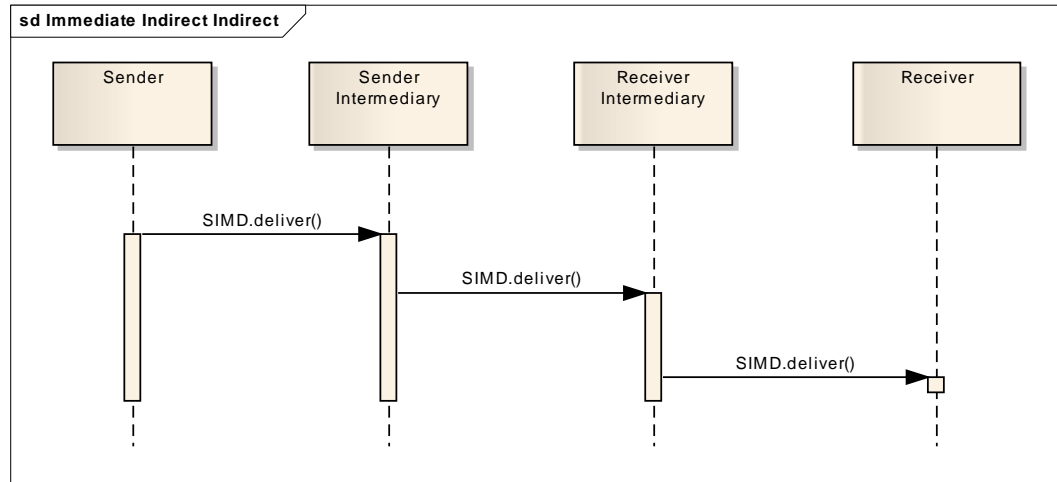 sd Immediate Indirect Indirect
Sender
Sender
Intermediary
Receiver
Intermediary
Receiver
SIMD.deliver()
SIMD.deliver()
SIMD.deliver()